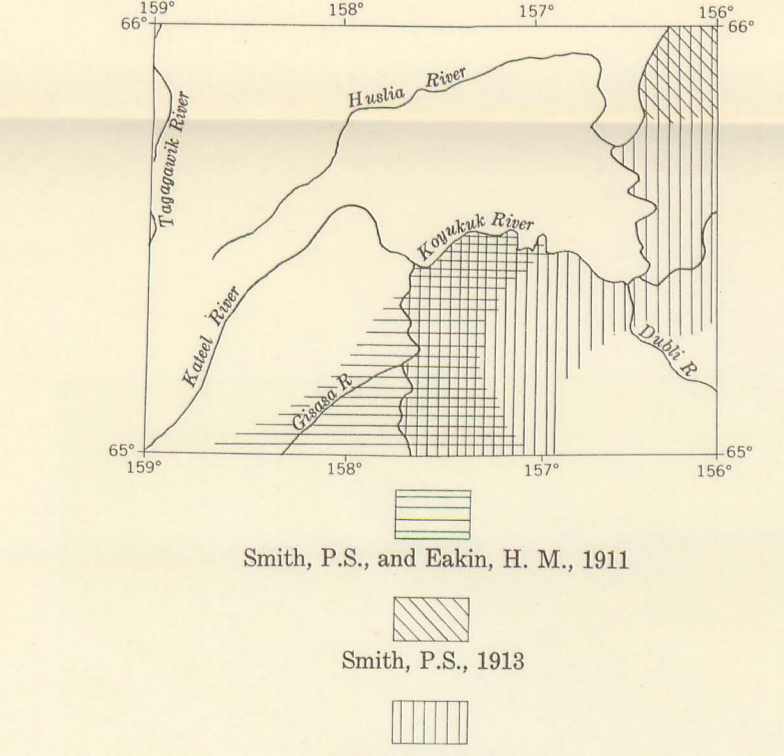 159° 158° 157° 156°
66° 66°
Tagagawik River
Huslia River
Koyukuk River
Kateel River
Gisasa R
Dubli R
65° 65°
159° 158° 157° 156°
Smith, P.S., and Eakin, H. M., 1911
Smith, P.S., 1913